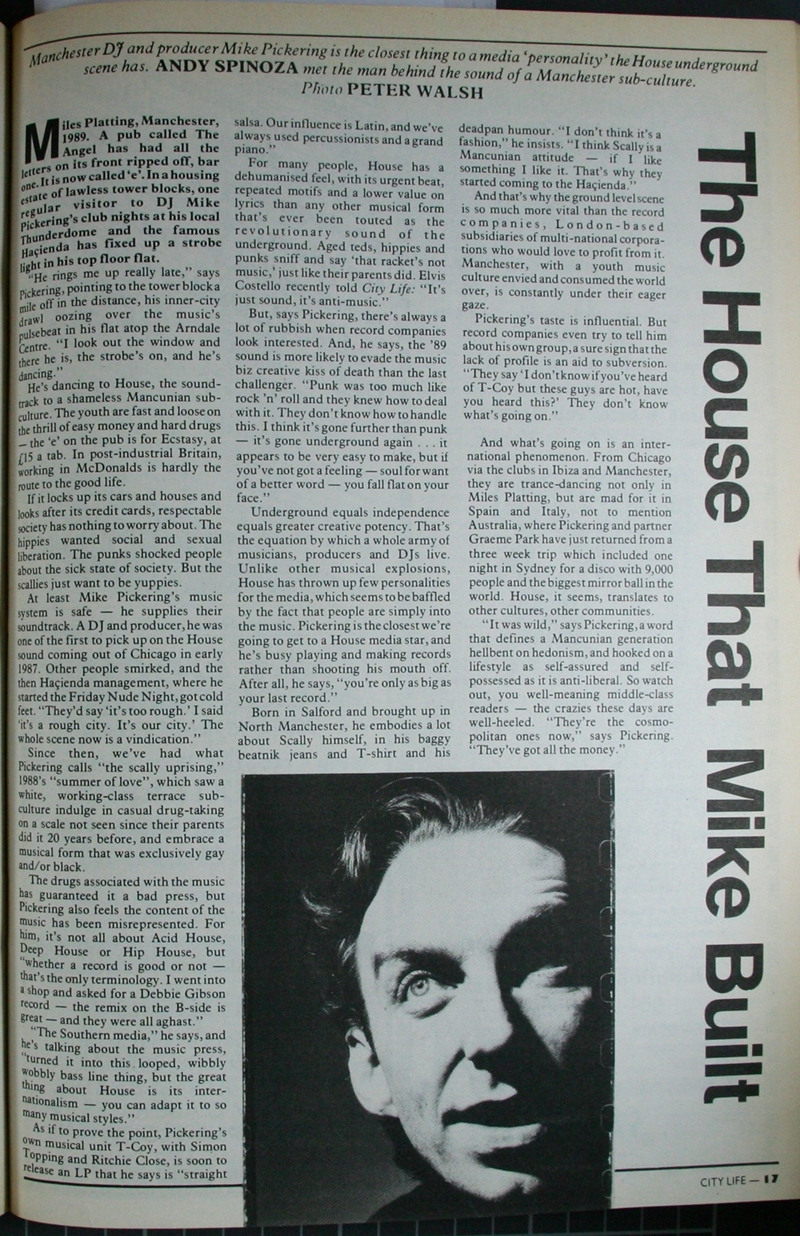 Manchester DJ and producer Mike Pickering is the closest thing to a media ‘personality’ the House underground
scene has. ANDY SPINOZA met the man behind the sound of a Manchester sub-culture.
Photo PETER WALSH
The House That Mike Built
Miles Platting, Manchester,
1989. A pub called The
Angel has had all the
letters on its front ripped off, bar
one. It is now called ‘e’. In a housing
estate of lawless tower blocks, one
regular visitor to DJ Mike
Pickering's club nights at his local
Thunderdome and the famous
Haçienda has fixed up a strobe
light in his top floor flat.
“He rings me up really late,” says
Pickering, pointing to the tower block a
mile off in the distance, his inner-city
drawl oozing over the music's
pulsebeat in his flat atop the Arndale
Centre. “I look out the window and
there he is, the strobe's on, and he's
dancing.”
He's dancing to House, the sound-
track to a shameless Mancunian sub-
culture. The youth are fast and loose on
the thrill of easy money and hard drugs
— the ‘e’ on the pub is for Ecstasy, at
£15 a tab. In post-industrial Britain,
working in McDonalds is hardly the
route to the good life.
If it locks up its cars and houses and
looks after its credit cards, respectable
society has nothing to worry about. The
hippies wanted social and sexual
liberation. The punks shocked people
about the sick state of society. But the
scallies just want to be yuppies.
At least Mike Pickering's music
system is safe — he supplies their
soundtrack. A DJ and producer, he was
one of the first to pick up on the House
sound coming out of Chicago in early
1987. Other people smirked, and the
then Haçienda management, where he
started the Friday Nude Night, got cold
feet. “They'd say ‘it's too rough.’ I said
‘it's a rough city. It's our city.’ The
whole scene now is a vindication.”
Since then, we've had what
Pickering calls “the scally uprising,”
1988's “summer of love”, which saw a
white, working-class terrace sub-
culture indulge in casual drug-taking
on a scale not seen since their parents
did it 20 years before, and embrace a
musical form that was exclusively gay
and/or black.
The drugs associated with the music
has guaranteed it a bad press, but
Pickering also feels the content of the
music has been misrepresented. For
him, it's not all about Acid House,
Deep House or Hip House, but
“whether a record is good or not —
that's the only terminology. I went into
a shop and asked for a Debbie Gibson
record — the remix on the B-side is
great — and they were all aghast.”
“The Southern media,” he says, and
he's talking about the music press,
“turned it into this looped, wibbly
wobbly bass line thing, but the great
thing about House is its inter-
nationalism — you can adapt it to so
many musical styles.”
As if to prove the point, Pickering's
own musical unit T-Coy, with Simon
Topping and Ritchie Close, is soon to
release an LP that he says is “straight
salsa. Our influence is Latin, and we've
always used percussionists and a grand
piano.”
For many people, House has a
dehumanised feel, with its urgent beat,
repeated motifs and a lower value on
lyrics than any other musical form
that's ever been touted as the
revolutionary sound of the
underground. Aged teds, hippies and
punks sniff and say ‘that racket's not
music,’ just like their parents did. Elvis
Costello recently told City Life: “It's
just sound, it's anti-music.”
But, says Pickering, there's always a
lot of rubbish when record companies
look interested. And, he says, the '89
sound is more likely to evade the music
biz creative kiss of death than the last
challenger. “Punk was too much like
rock 'n' roll and they knew how to deal
with it. They don't know how to handle
this. I think it's gone further than punk
— it's gone underground again . . . it
appears to be very easy to make, but if
you've not got a feeling — soul for want
of a better word — you fall flat on your
face.”
Underground equals independence
equals greater creative potency. That's
the equation by which a whole army of
musicians, producers and DJs live.
Unlike other musical explosions,
House has thrown up few personalities
for the media, which seems to be baffled
by the fact that people are simply into
the music. Pickering is the closest we're
going to get to a House media star, and
he's busy playing and making records
rather than shooting his mouth off.
After all, he says, “you're only as big as
your last record.”
Born in Salford and brought up in
North Manchester, he embodies a lot
about Scally himself, in his baggy
beatnik jeans and T-shirt and his
deadpan humour. “I don't think it's a
fashion,” he insists. “I think Scally is a
Mancunian attitude — if I like
something I like it. That's why they
started coming to the Haçienda.”
And that's why the ground level scene
is so much more vital than the record
companies, London-based
subsidiaries of multi-national corpora-
tions who would love to profit from it.
Manchester, with a youth music
culture envied and consumed the world
over, is constantly under their eager
gaze.
Pickering's taste is influential. But
record companies even try to tell him
about his own group, a sure sign that the
lack of profile is an aid to subversion.
“They say ‘I don't know if you've heard
of T-Coy but these guys are hot, have
you heard this?’ They don't know
what's going on.”
And what's going on is an inter-
national phenomenon. From Chicago
via the clubs in Ibiza and Manchester,
they are trance-dancing not only in
Miles Platting, but are mad for it in
Spain and Italy, not to mention
Australia, where Pickering and partner
Graeme Park have just returned from a
three week trip which included one
night in Sydney for a disco with 9,000
people and the biggest mirror ball in the
world. House, it seems, translates to
other cultures, other communities.
“It was wild,” says Pickering, a word
that defines a Mancunian generation
hellbent on hedonism, and hooked on a
lifestyle as self-assured and self-
possessed as it is anti-liberal. So watch
out, you well-meaning middle-class
readers — the crazies these days are
well-heeled. “They're the cosmo-
politan ones now,” says Pickering.
“They've got all the money.”
CITY LIFE — 17